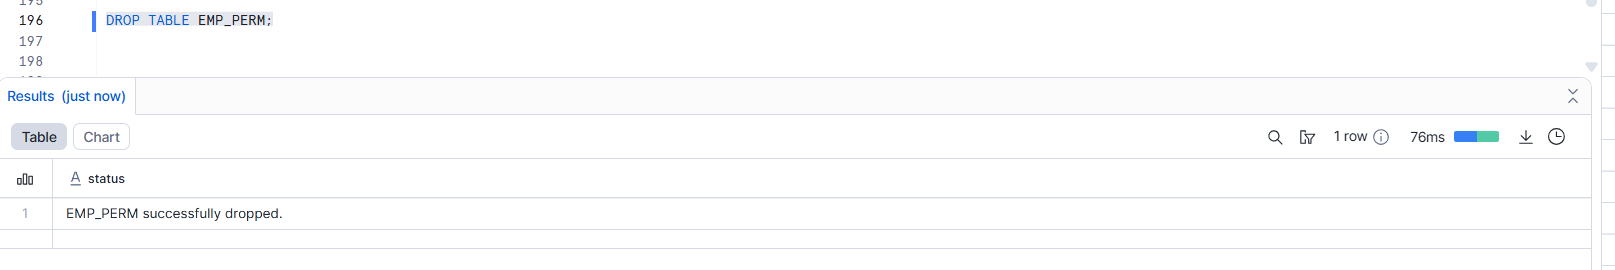 195
196 DROP TABLE EMP_PERM;
197
198
Results (just now)
Table Chart 1 row 76ms
A status
1 EMP_PERM successfully dropped.